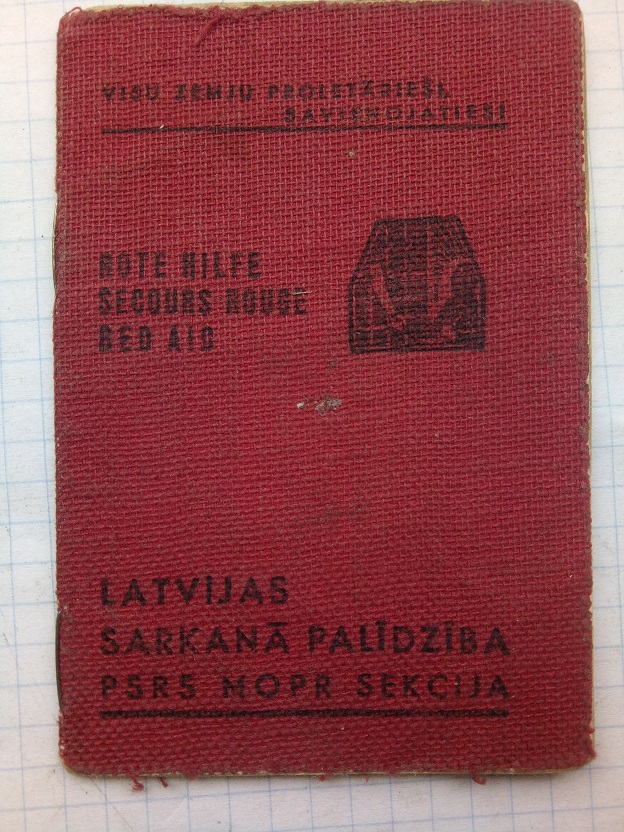 VISU ZEMJU PROLETĀRIEŠI,
SAVIENOJATIES!
ROTE HILFE
SECOURS ROUGE
RED AID
LATVIJAS
SARKANĀ PALĪDZĪBA
PSRS MOPR SEKCIJA